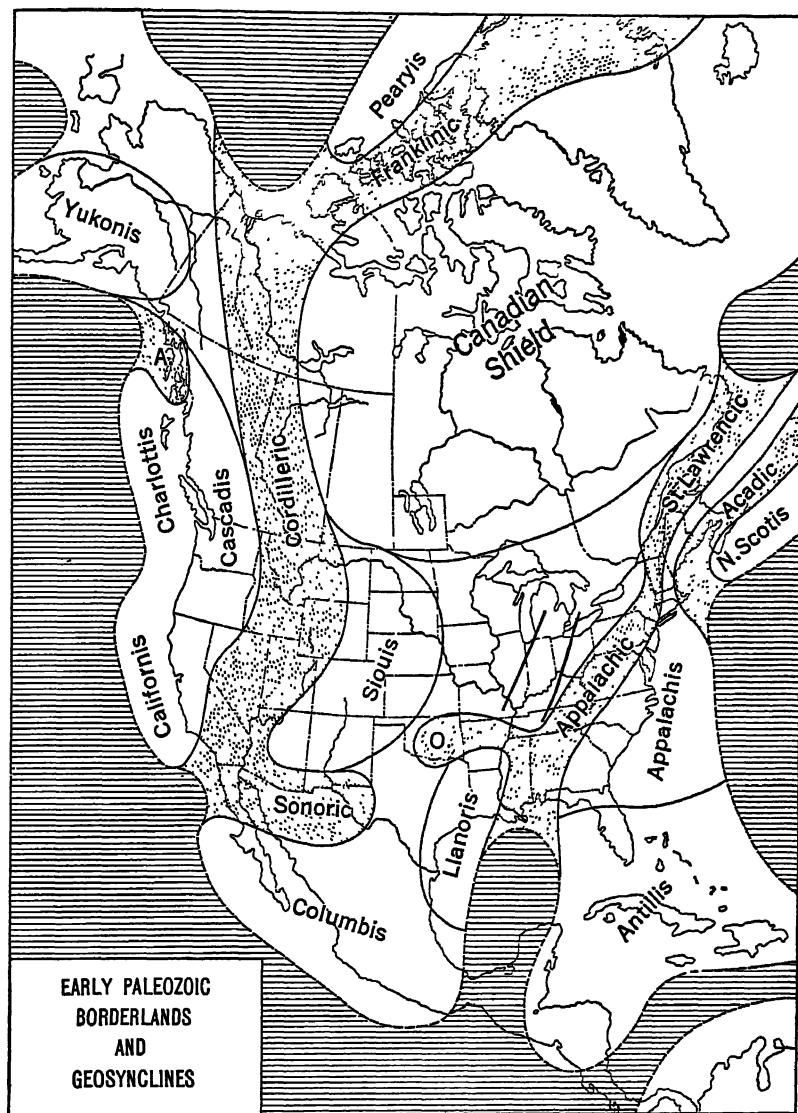 Pearyis
Franklinic
Yukonis
Canadian
Shield
A
Charlottis
Cascadis
Cordilleric
St Lawrencic
Acadic
N.Scotis
Californis
Siouis
Appalachic
Appalachis
O
Sonoric
Llanoris
Columbis
Antillis
EARLY PALEOZOIC
BORDERLANDS
AND
GEOSYNCLINES